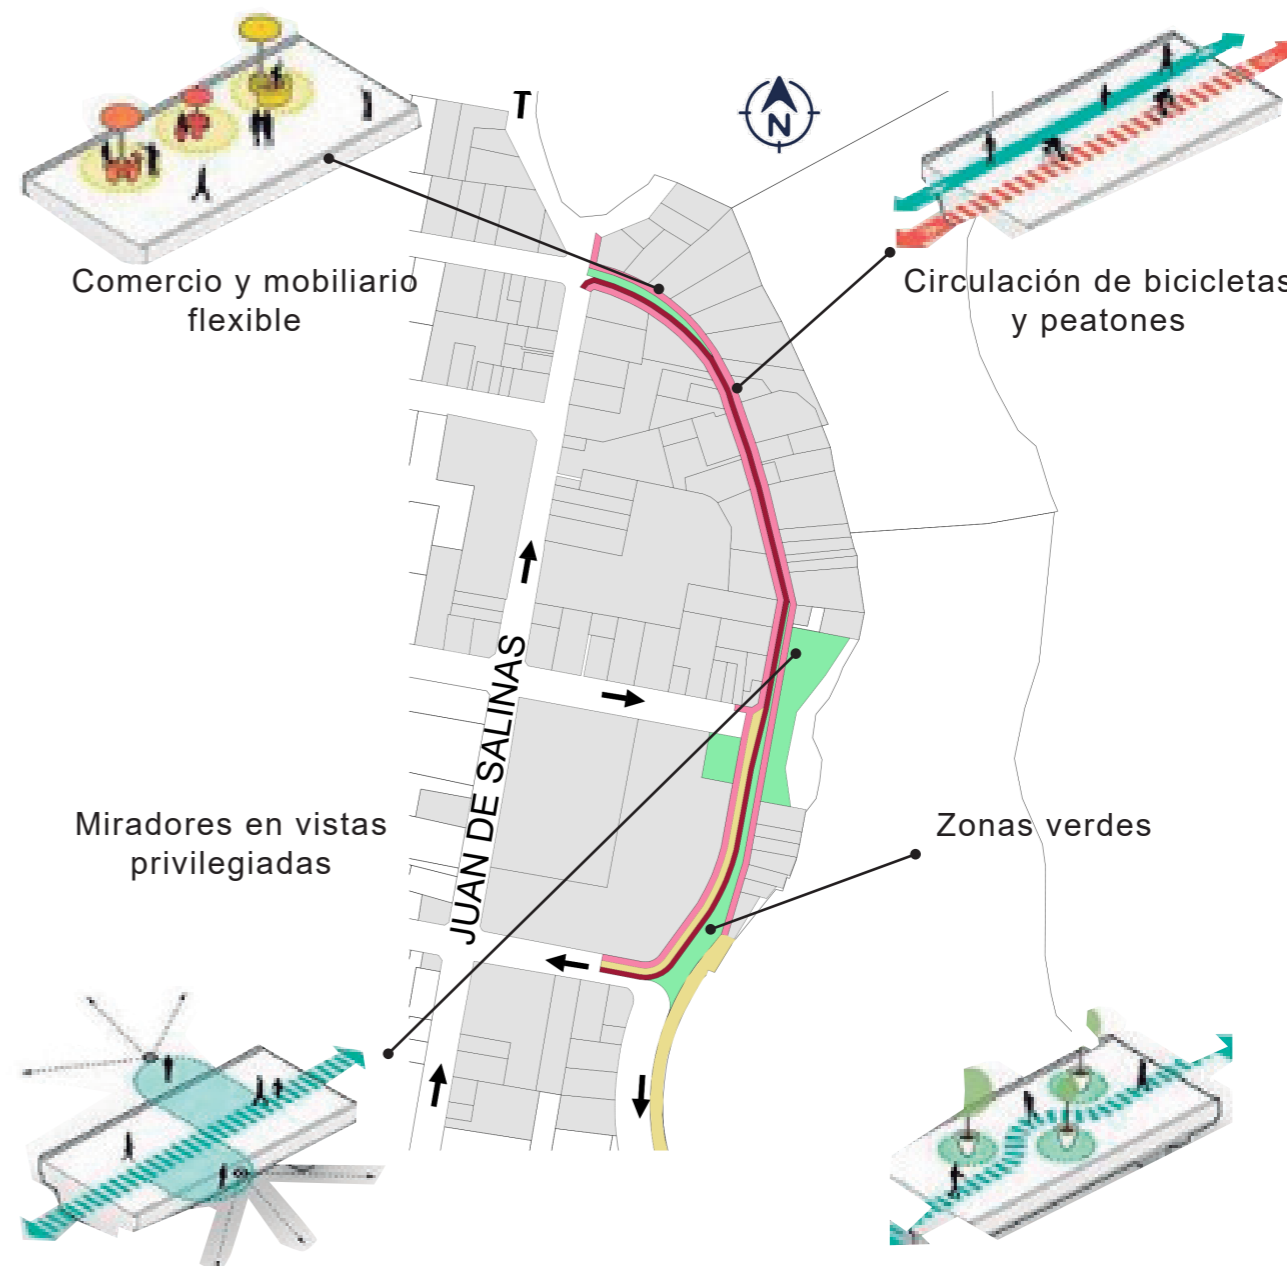 T
N
Comercio y mobiliario
flexible
Circulación de bicicletas
y peatones
JUAN DE SALINAS
Miradores en vistas
privilegiadas
Zonas verdes